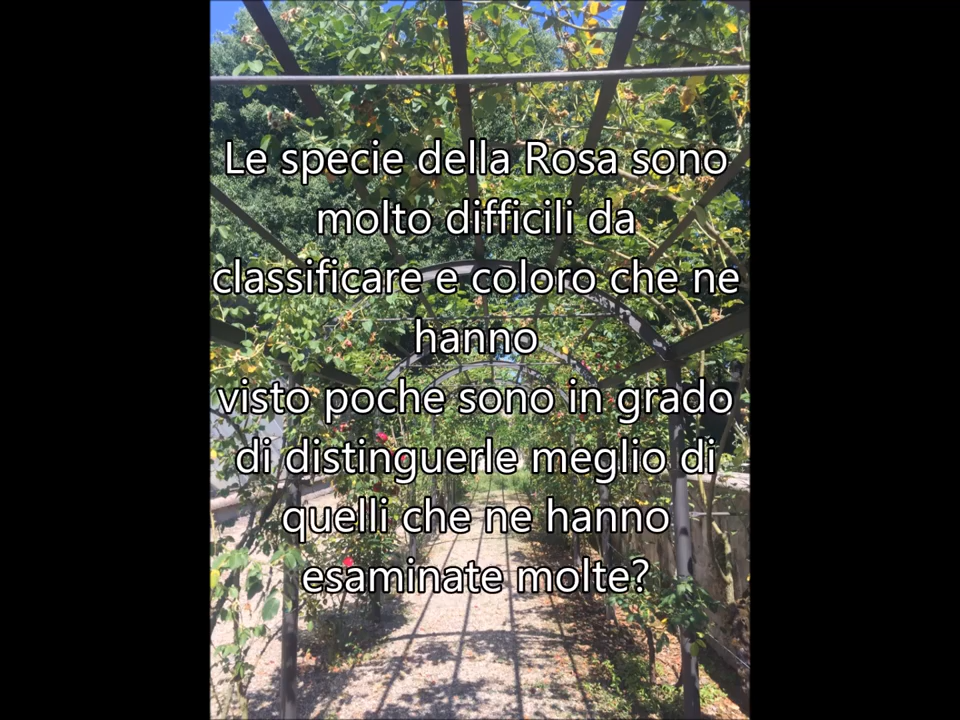 Le specie della Rosa sono
molto difficili da
classificare e coloro che ne
hanno
visto poche sono in grado
di distinguerle meglio di
quelli che ne hanno
esaminate molte?